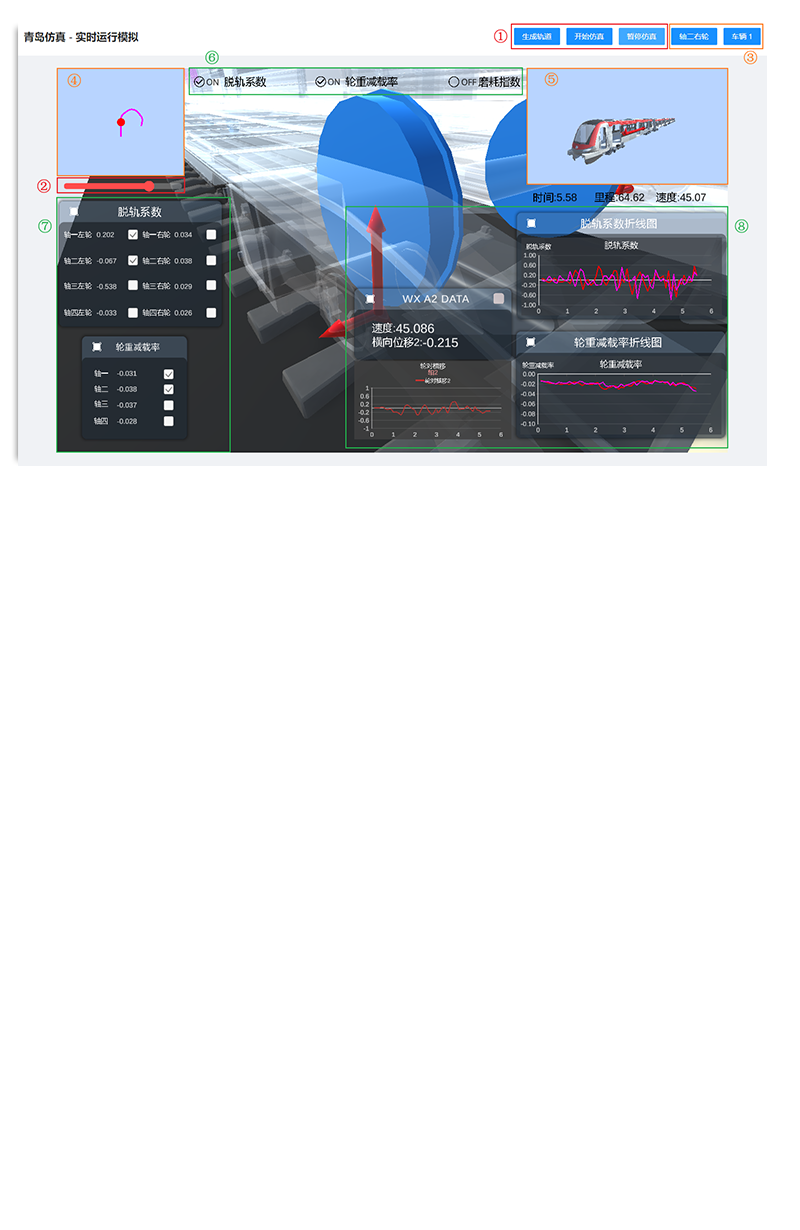 青岛仿真 - 实时运行模拟
① 生成轨道 开始仿真 暂停仿真 轴二右轮 车辆 1
③
⑥
④
ON 脱轨系数 ON 轮重减载率 OFF 磨耗指数
⑤
②
时间:5.58 里程:64.62 速度:45.07
⑦
脱轨系数
轴一左轮 0.202 轴一右轮 0.034
轴二左轮 -0.067 轴二右轮 0.038
轴三左轮 -0.538 轴三右轮 0.029
轴四左轮 -0.033 轴四右轮 0.026
轮重减载率
轴一 -0.031
轴二 -0.038
轴三 -0.037
轴四 -0.028
⑧
WX A2 DATA
速度:45.086
横向位移2:-0.215
轮对横移
轮对横移2
1
0.6
0.2
-0.2
-0.6
-1
0 1 2 3 4 5 6
脱轨系数折线图
脱轨系数 脱轨系数
1.00
0.60
0.20
-0.20
-0.60
-1.00
0 1 2 3 4 5 6
轮重减载率折线图
轮重减载率 轮重减载率
0.00
-0.02
-0.04
-0.06
-0.08
-0.10
0 1 2 3 4 5 6